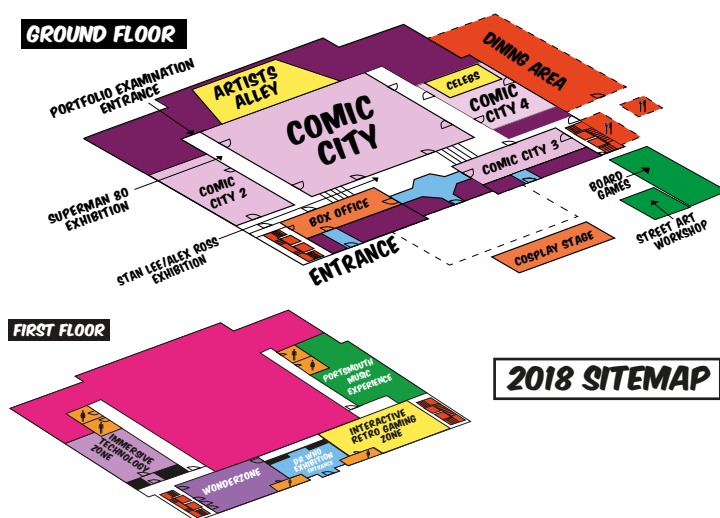 GROUND FLOOR
PORTFOLIO EXAMINATION
ENTRANCE
ARTISTS
ALLEY
COMIC
CITY
CELEBS
COMIC
CITY 4
DINING AREA
COMIC CITY 3
COMIC
CITY 2
SUPERMAN 80
EXHIBITION
BOX OFFICE
STAN LEE/ALEX ROSS
EXHIBITION
ENTRANCE
BOARD
GAMES
STREET ART
WORKSHOP
COSPLAY STAGE
FIRST FLOOR
PORTSMOUTH
MUSIC
EXPERIENCE
INTERACTIVE
RETRO GAMING
ZONE
IMMERSIVE
TECHNOLOGY
ZONE
DR WHO
EXHIBITION
ENTRANCE
WONDERZONE
2018 SITEMAP